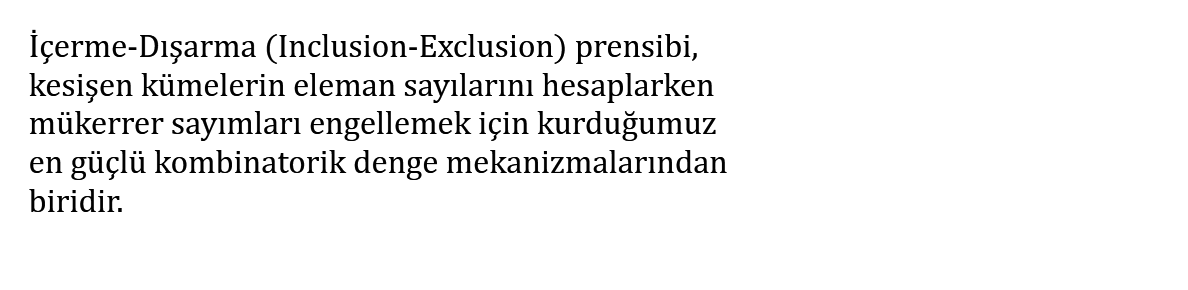 İçerme-Dışarma (Inclusion-Exclusion) prensibi,
kesişen kümelerin eleman sayılarını hesaplarken
mükerrer sayımları engellemek için kurduğumuz
en güçlü kombinatorik denge mekanizmalarından
biridir.